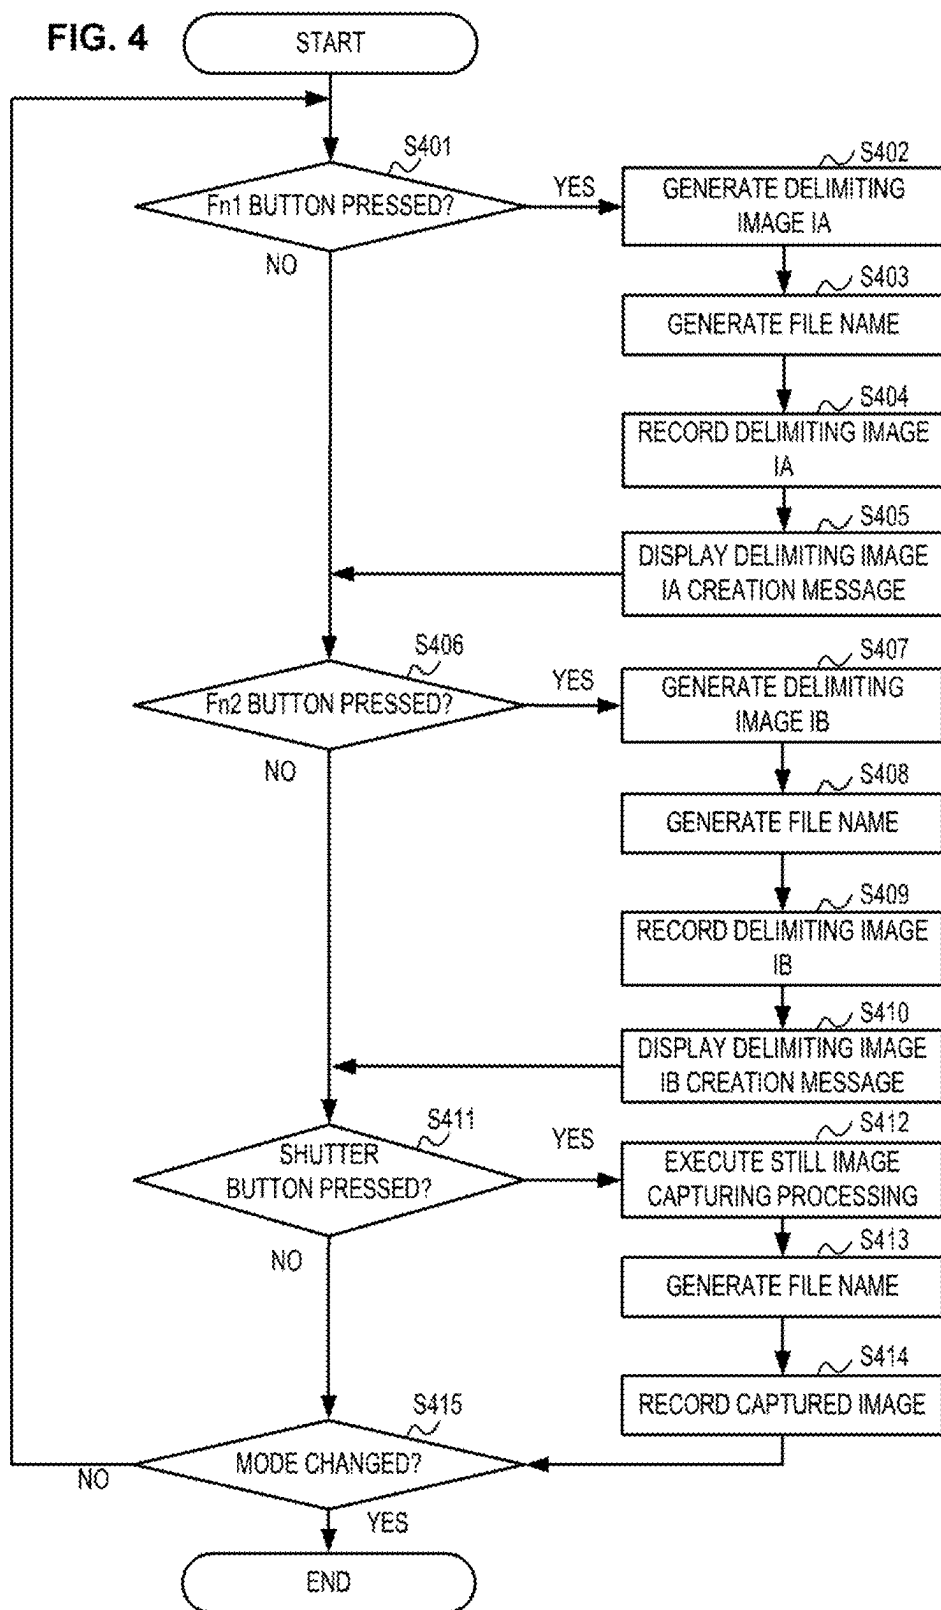 FIG. 4
START
S401
Fn1 BUTTON PRESSED?
YES
NO
S402
GENERATE DELIMITING
IMAGE IA
S403
GENERATE FILE NAME
S404
RECORD DELIMITING IMAGE
IA
S405
DISPLAY DELIMITING IMAGE
IA CREATION MESSAGE
S406
Fn2 BUTTON PRESSED?
YES
NO
S407
GENERATE DELIMITING
IMAGE IB
S408
GENERATE FILE NAME
S409
RECORD DELIMITING IMAGE
IB
S410
DISPLAY DELIMITING IMAGE
IB CREATION MESSAGE
S411
SHUTTER
BUTTON PRESSED?
YES
NO
S412
EXECUTE STILL IMAGE
CAPTURING PROCESSING
S413
GENERATE FILE NAME
S414
RECORD CAPTURED IMAGE
S415
MODE CHANGED?
NO
YES
END